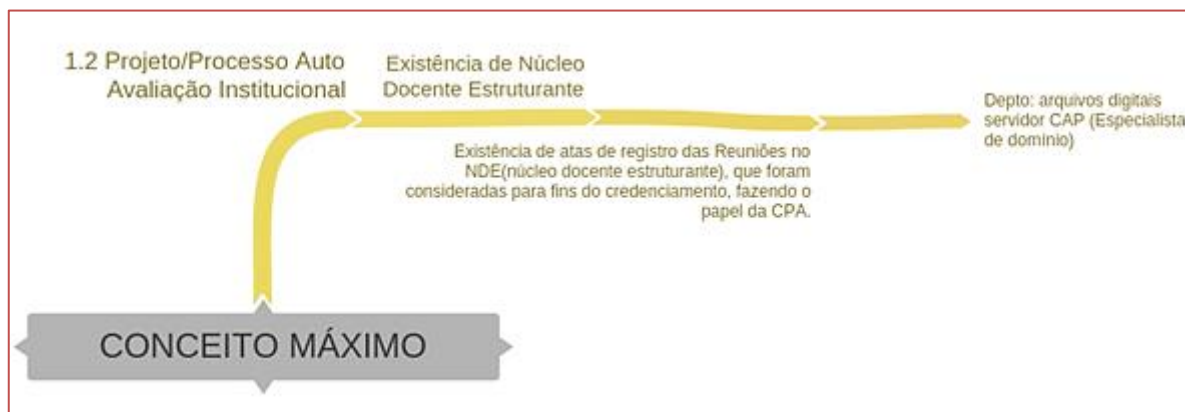 1.2 Projeto/Processo Auto
Avaliação Institucional
Existência de Núcleo
Docente Estruturante
Existência de atas de registro das Reuniões no
NDE(núcleo docente estruturante), que foram
consideradas para fins do credenciamento, fazendo o
papel da CPA.
Depto: arquivos digitais
servidor CAP (Especialista
de domínio)
CONCEITO MÁXIMO